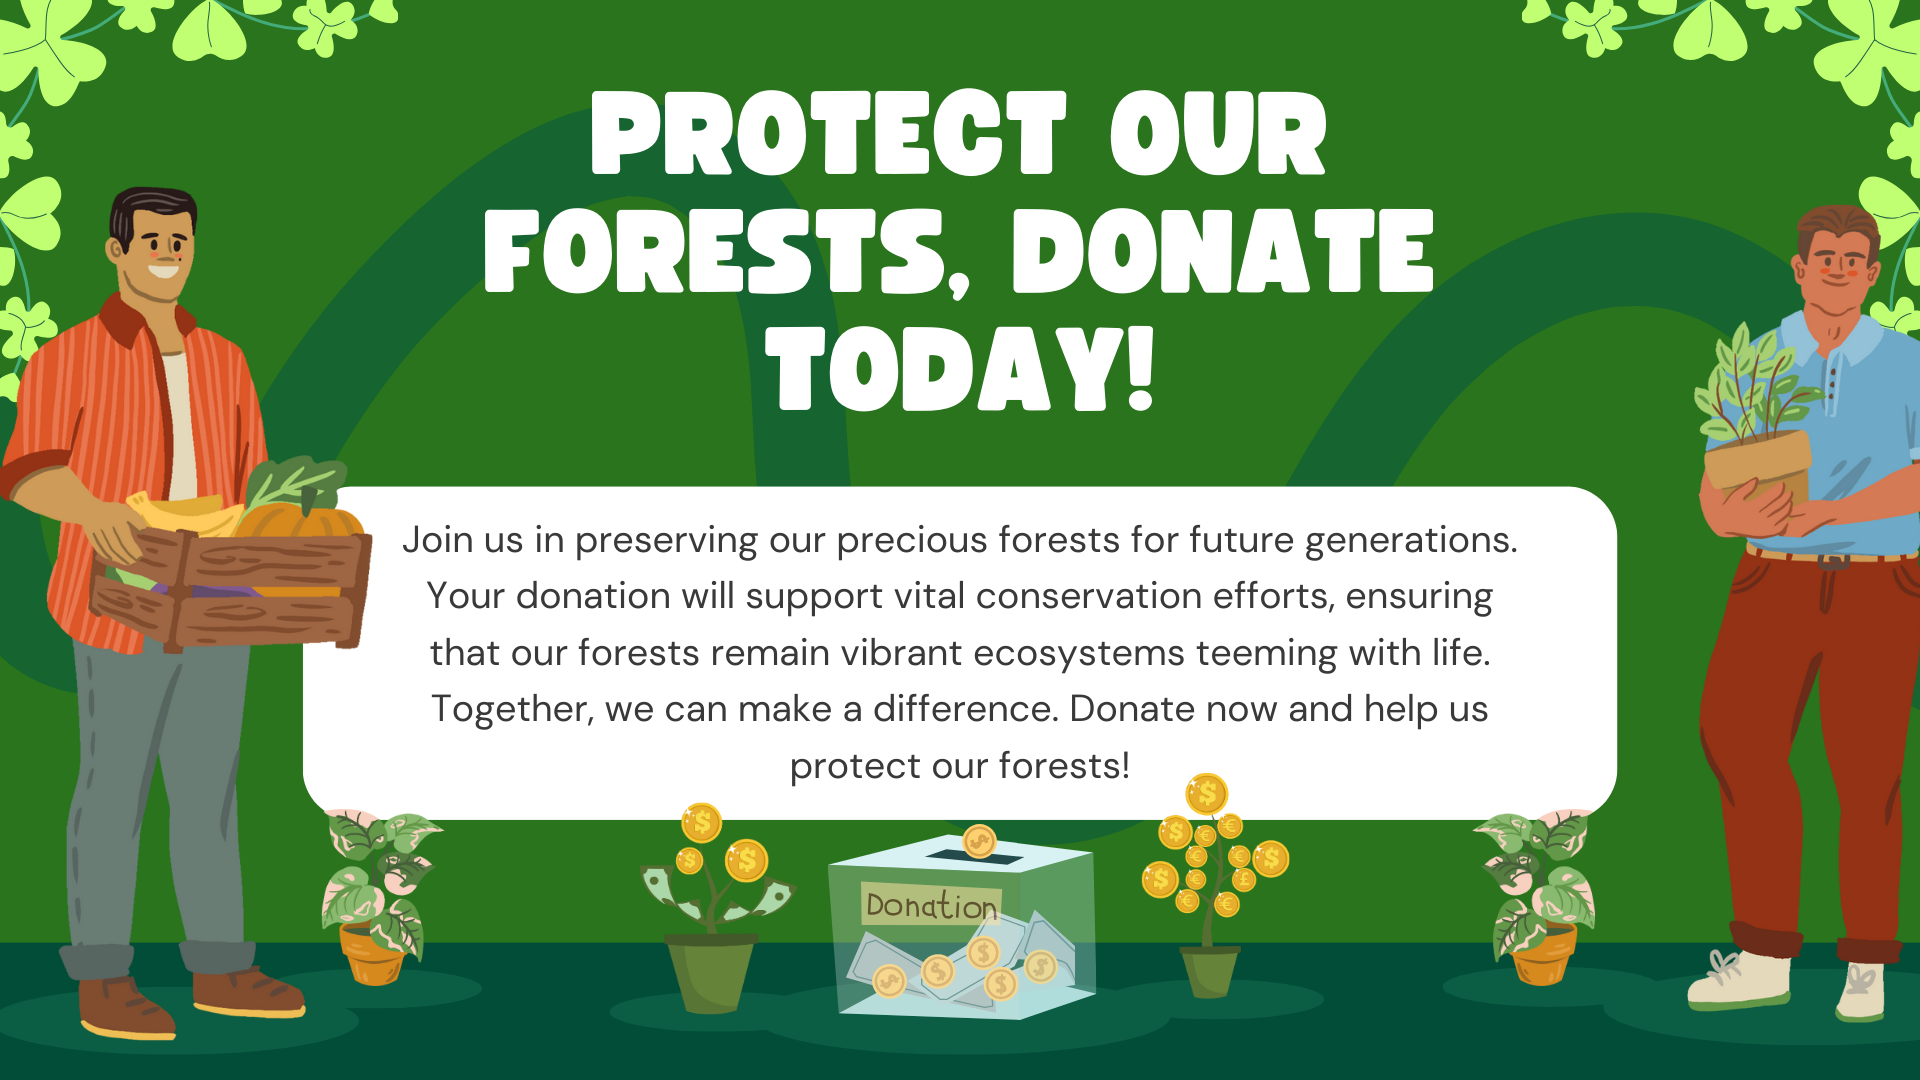 PROTECT OUR
FORESTS, DONATE
TODAY!
Join us in preserving our precious forests for future generations.
Your donation will support vital conservation efforts, ensuring
that our forests remain vibrant ecosystems teeming with life.
Together, we can make a difference. Donate now and help us
protect our forests!
Donation